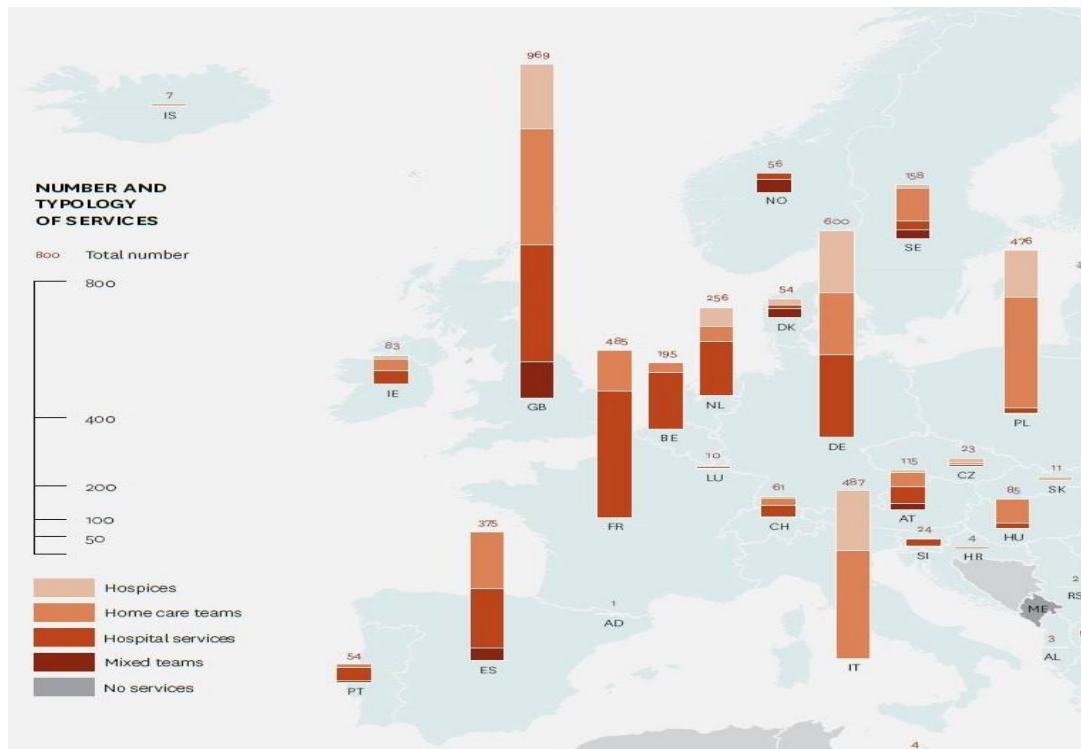 969
7
IS
NUMBER AND
TYPOLOGY
OF SERVICES
800 Total number
800
400
200
100
50
56
NO
158
SE
600
476
54
DK
256
83
IE
485
195
GB
NL
BE
DE
PL
10
LU
115
23
CZ
11
SK
61
487
85
AT
375
FR
CH
24
SI
4
HR
HU
Hospices
Home care teams
Hospital services
Mixed teams
No services
1
AD
2
RS
ME
3
AL
54
PT
ES
IT
4